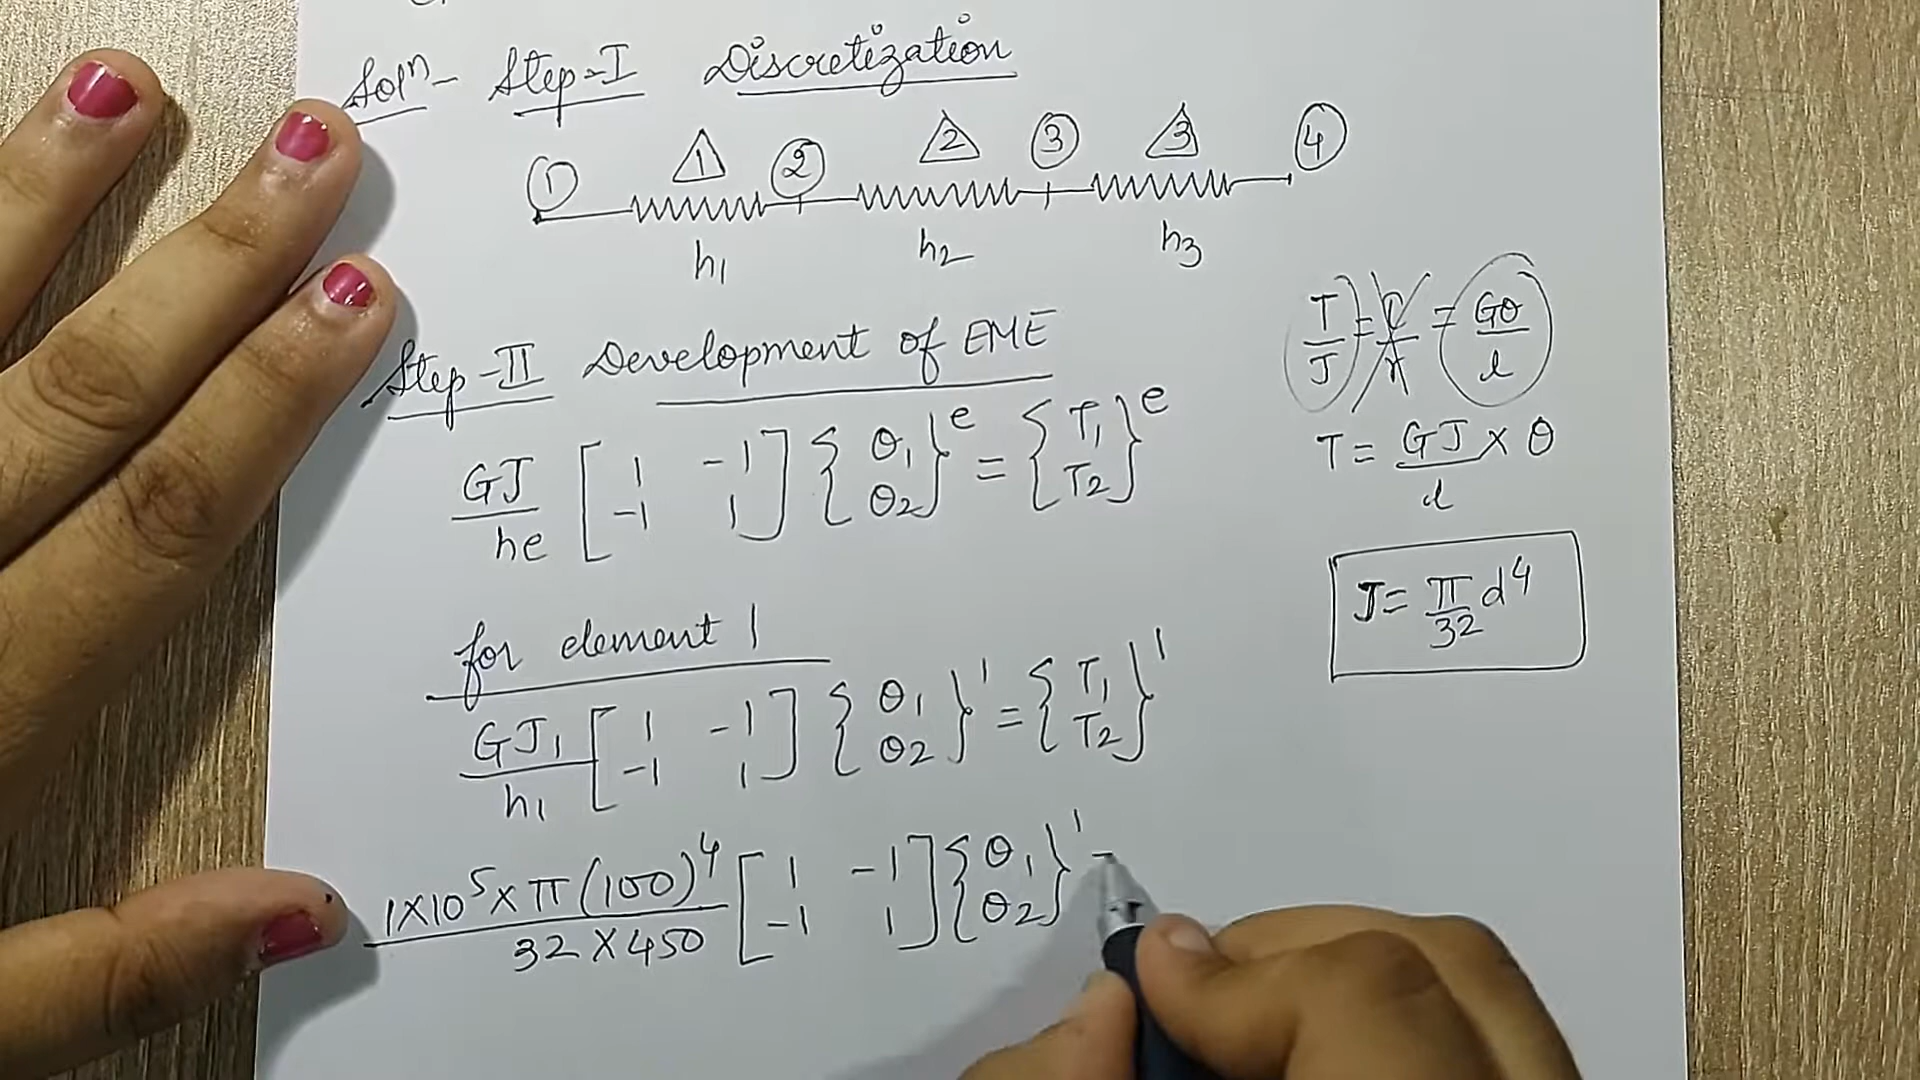 Solⁿ- Step-I Discretization
① △1 ② △2 ③ △3 ④
h₁ h₂ h₃
Step-II Development of EME
GJ/he [1 -1; -1 1] {θ₁; θ₂}ᵉ = {T₁; T₂}ᵉ
for element 1
GJ₁/h₁ [1 -1; -1 1] {θ₁; θ₂}¹ = {T₁; T₂}¹
1×10⁵×π(100)⁴/32×450 [1 -1; -1 1] {θ₁; θ₂}¹ =
T/J = = Gθ/l
T = GJ/l × θ
J = π/32 d⁴